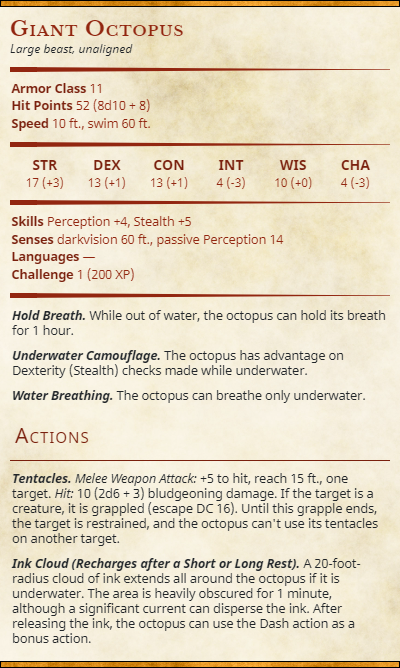 Giant Octopus
Large beast, unaligned
Armor Class 11
Hit Points 52 (8d10 + 8)
Speed 10 ft., swim 60 ft.
STR DEX CON INT WIS CHA
17 (+3) 13 (+1) 13 (+1) 4 (-3) 10 (+0) 4 (-3)
Skills Perception +4, Stealth +5
Senses darkvision 60 ft., passive Perception 14
Languages —
Challenge 1 (200 XP)
Hold Breath. While out of water, the octopus can hold its breath
for 1 hour.
Underwater Camouflage. The octopus has advantage on
Dexterity (Stealth) checks made while underwater.
Water Breathing. The octopus can breathe only underwater.
Actions
Tentacles. Melee Weapon Attack: +5 to hit, reach 15 ft., one
target. Hit: 10 (2d6 + 3) bludgeoning damage. If the target is a
creature, it is grappled (escape DC 16). Until this grapple ends,
the target is restrained, and the octopus can't use its tentacles
on another target.
Ink Cloud (Recharges after a Short or Long Rest). A 20-foot-
radius cloud of ink extends all around the octopus if it is
underwater. The area is heavily obscured for 1 minute,
although a significant current can disperse the ink. After
releasing the ink, the octopus can use the Dash action as a
bonus action.